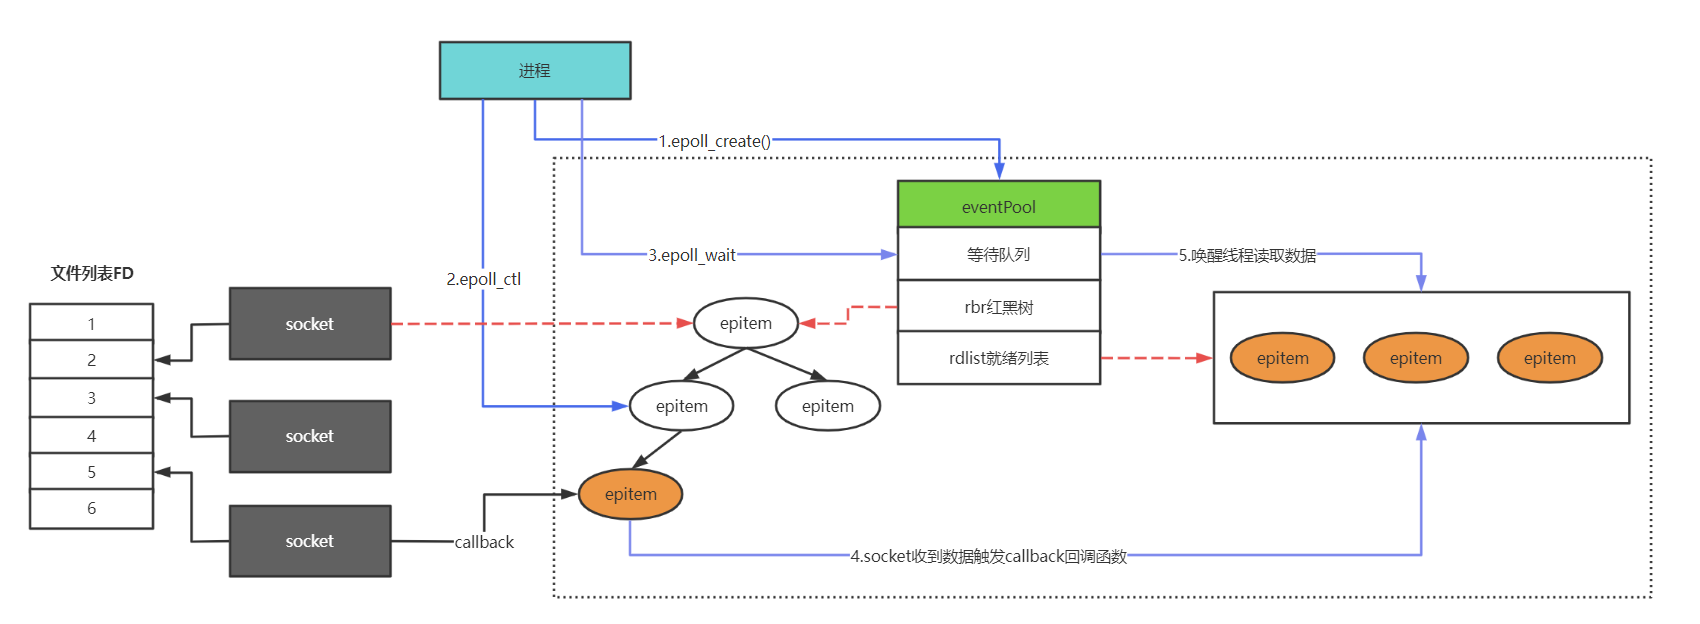 进程
1.epoll_create()
eventPool
等待队列
3.epoll_wait
5.唤醒线程读取数据
文件列表FD
2.epoll_ctl
rbr红黑树
1
socket
epitem
2
rdlist就绪列表
epitem
epitem
epitem
3
epitem
epitem
4
socket
5
epitem
6
socket
callback
4.socket收到数据触发callback回调函数